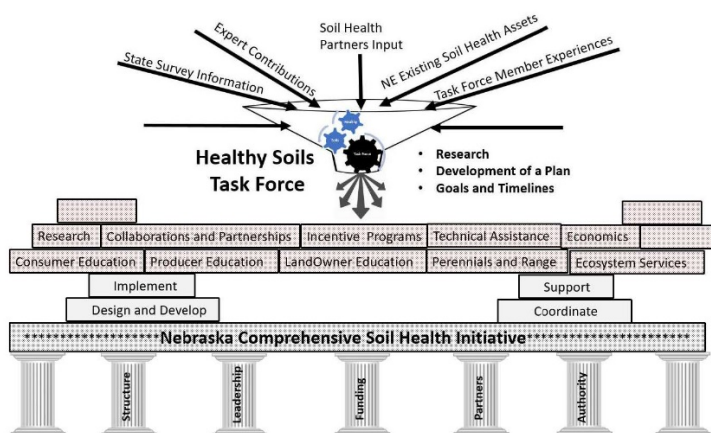 Soil Health
Partners Input
Expert Contributions
State Survey Information
NE Existing Soil Health Assets
Task Force Member Experiences
Task Force
Healthy Soils
Task Force
• Research
• Development of a Plan
• Goals and Timelines
Research
Collaborations and Partnerships
Incentive Programs
Technical Assistance
Economics
Consumer Education
Producer Education
LandOwner Education
Perennials and Range
Ecosystem Services
Implement
Support
Design and Develop
Coordinate
Nebraska Comprehensive Soil Health Initiative
Structure
Leadership
Funding
Partners
Authority